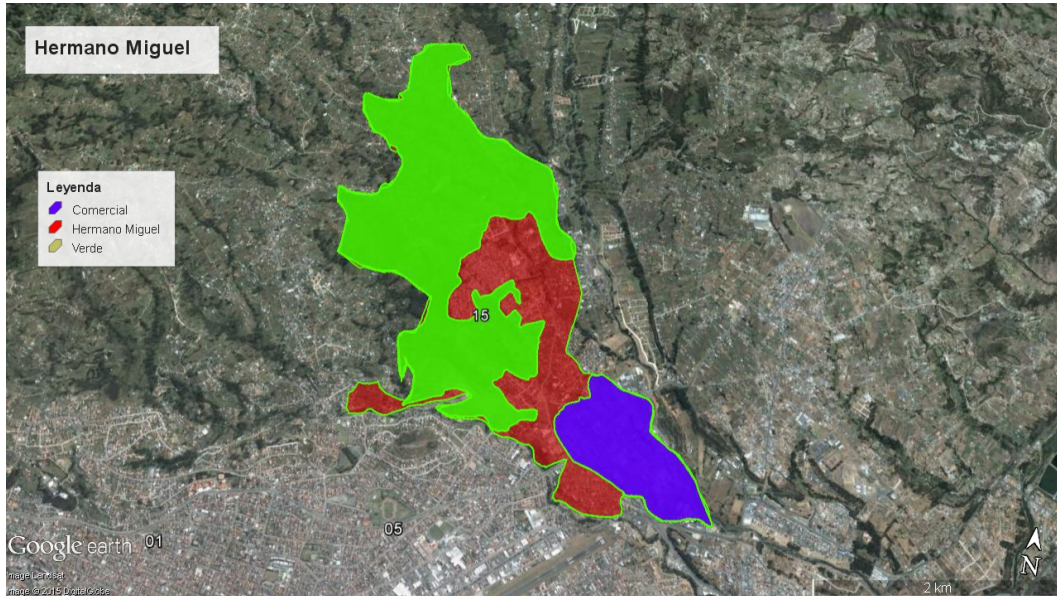 Hermano Miguel
Leyenda
Comercial
Hermano Miguel
Verde
15
05
01
Google earth
Image Landsat
Image © 2015 DigitalGlobe
N
2 km